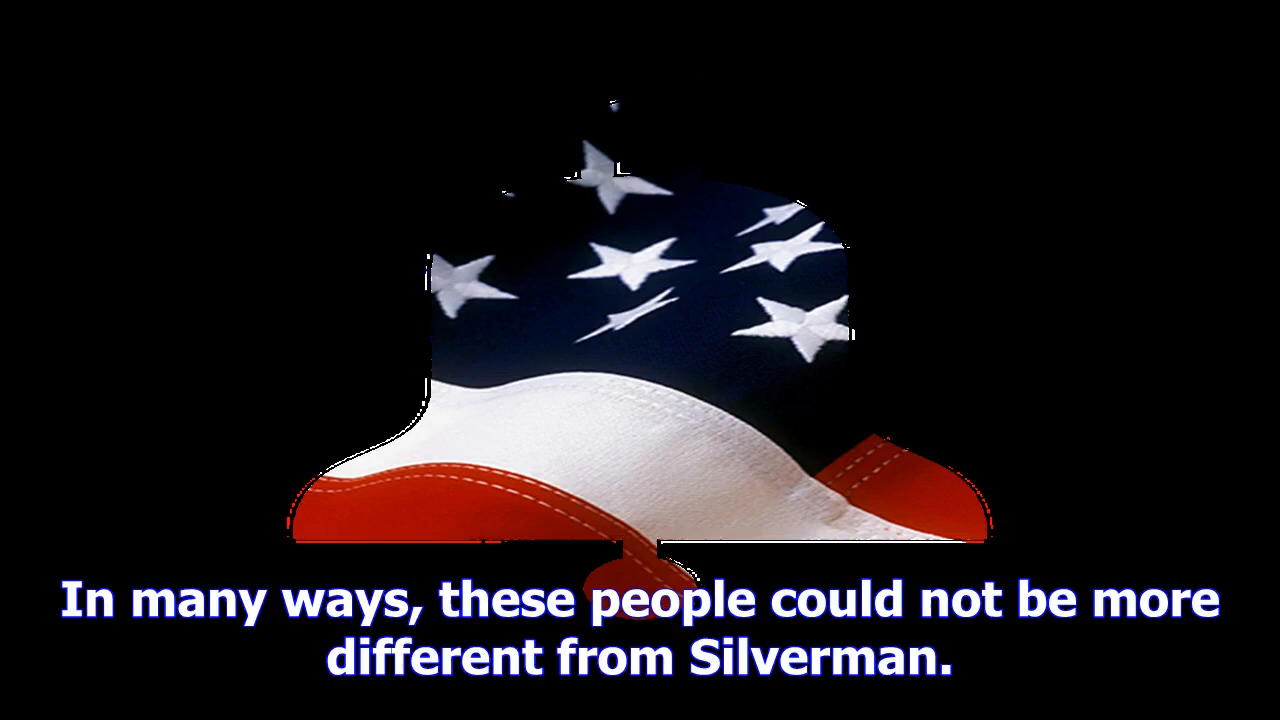 In many ways, these people could not be more
different from Silverman.